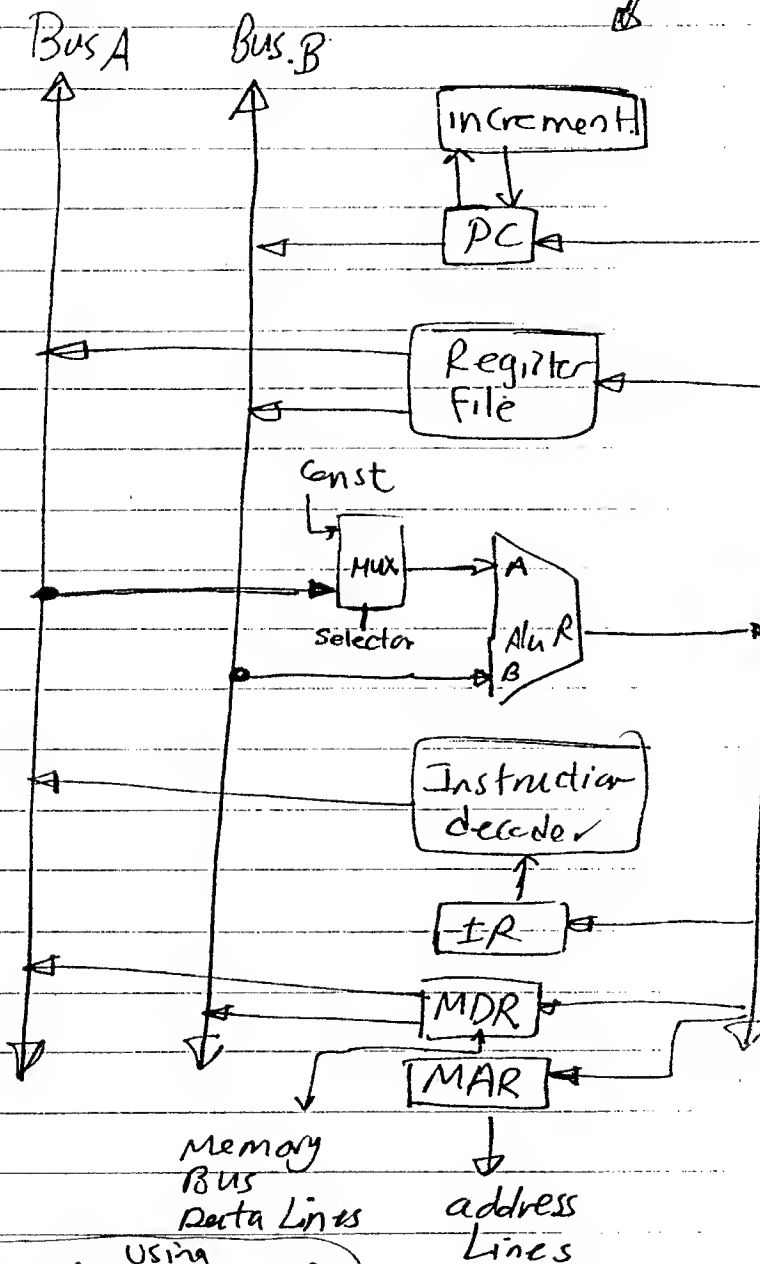 Bus A
Bus.B
increment
PC
Register
File
Const
MUX
A
Selector
Alu R
B
Instruction
decoder
IR
MDR
MAR
Memory
Bus
Data Lines
address
Lines
Using